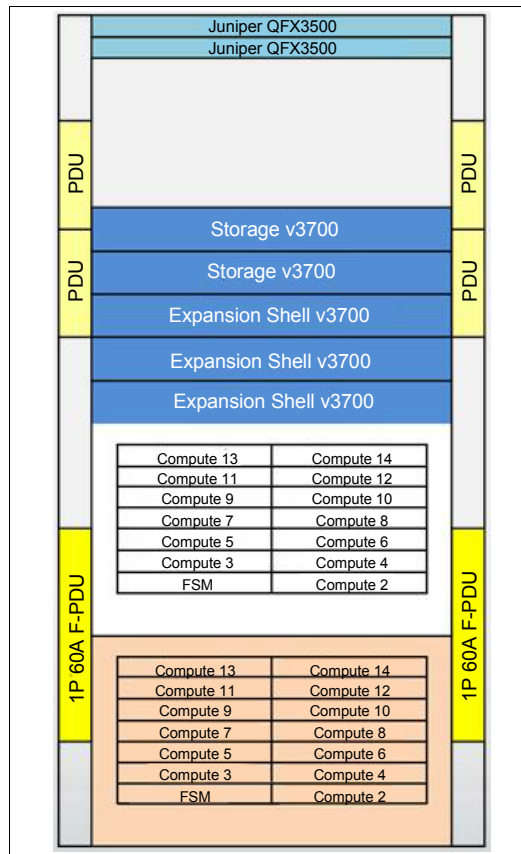 Juniper QFX3500
Juniper QFX3500
PDU
PDU
Storage v3700
PDU
PDU
Storage v3700
Expansion Shell v3700
Expansion Shell v3700
Expansion Shell v3700
Compute 13 Compute 14
Compute 11 Compute 12
Compute 9 Compute 10
Compute 7 Compute 8
Compute 5 Compute 6
Compute 3 Compute 4
FSM Compute 2
1P 60A F-PDU
1P 60A F-PDU
Compute 13 Compute 14
Compute 11 Compute 12
Compute 9 Compute 10
Compute 7 Compute 8
Compute 5 Compute 6
Compute 3 Compute 4
FSM Compute 2